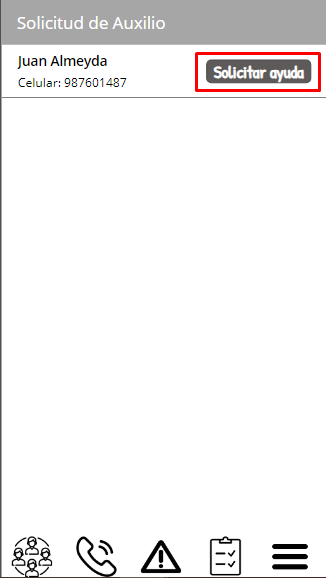 Solicitud de Auxilio
Juan Almeyda
Solicitar ayuda
Celular: 987601487